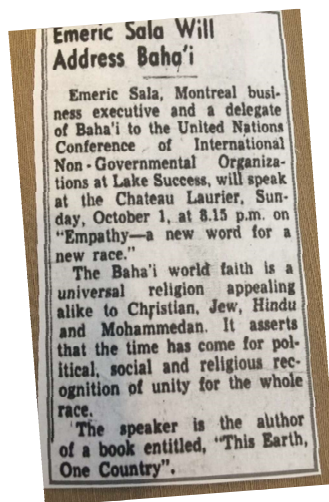 Emeric Sala Will
Address Baha'i
Emeric Sala, Montreal busi-
ness executive and a delegate
of Baha'i to the United Nations
Conference of International
Non-Governmental Organiza-
tions at Lake Success, will speak
at the Chateau Laurier, Sun-
day, October 1, at 8.15 p.m. on
"Empathy—a new word for a
new race."
The Baha'i world faith is a
universal religion appealing
alike to Christian, Jew, Hindu
and Mohammedan. It asserts
that the time has come for pol-
itical, social and religious rec-
ognition of unity for the whole
race.
The speaker is the author
of a book entitled, "This Earth,
One Country".